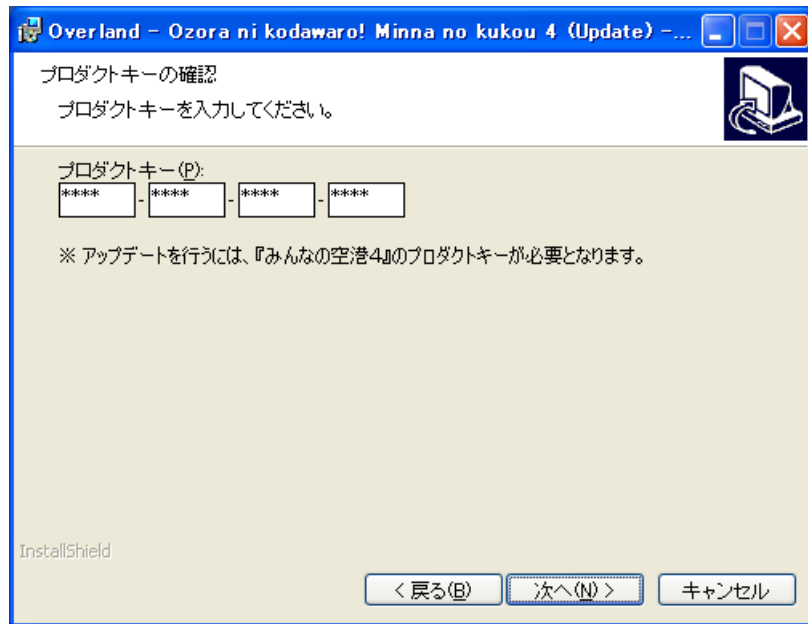 Overland - Ozora ni kodawaro! Minna no kukou 4 (Update) -...
プロダクトキーの確認
プロダクトキーを入力してください。
プロダクトキー(P):
**** - **** - **** - ****
※ アップデートを行うには、『みんなの空港4』のプロダクトキーが必要となります。
InstallShield
< 戻る(B) 次へ(N) > キャンセル